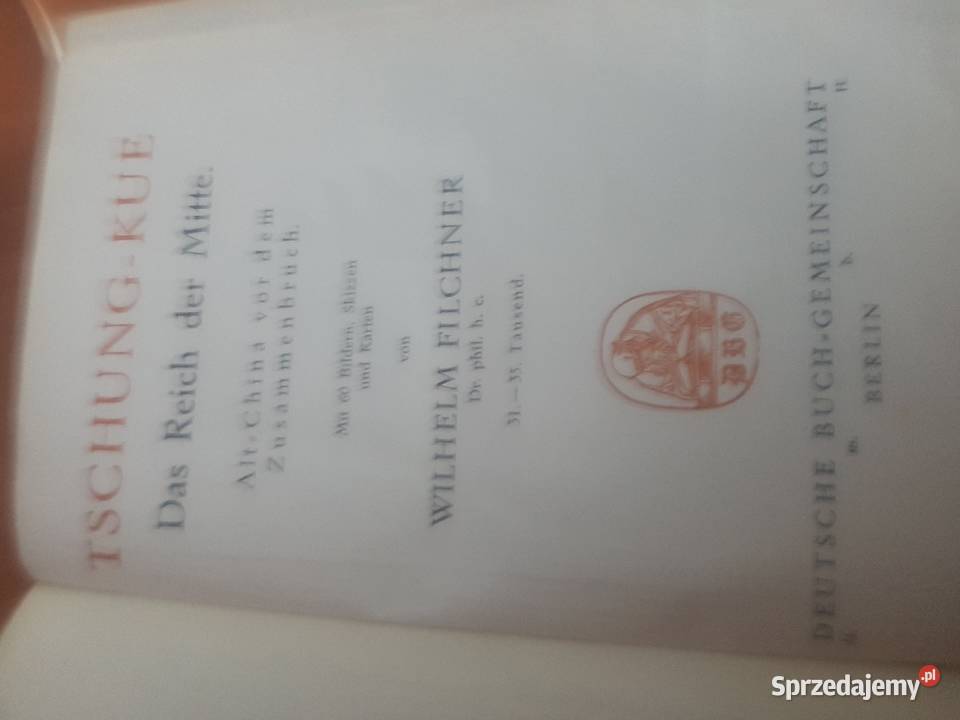 TSCHUNG-KUE
Das Reich der Mitte.
Alt-China vor dem
Zusammenbruch.
Mit 60 Bildern, Skizzen
und Karten
von
WILHELM FILCHNER
Dr. phil. h. c.
31.—35. Tausend.
DBG
DEUTSCHE BUCH-GEMEINSCHAFT
G. m. b. H.
BERLIN
Sprzedajemy.pl